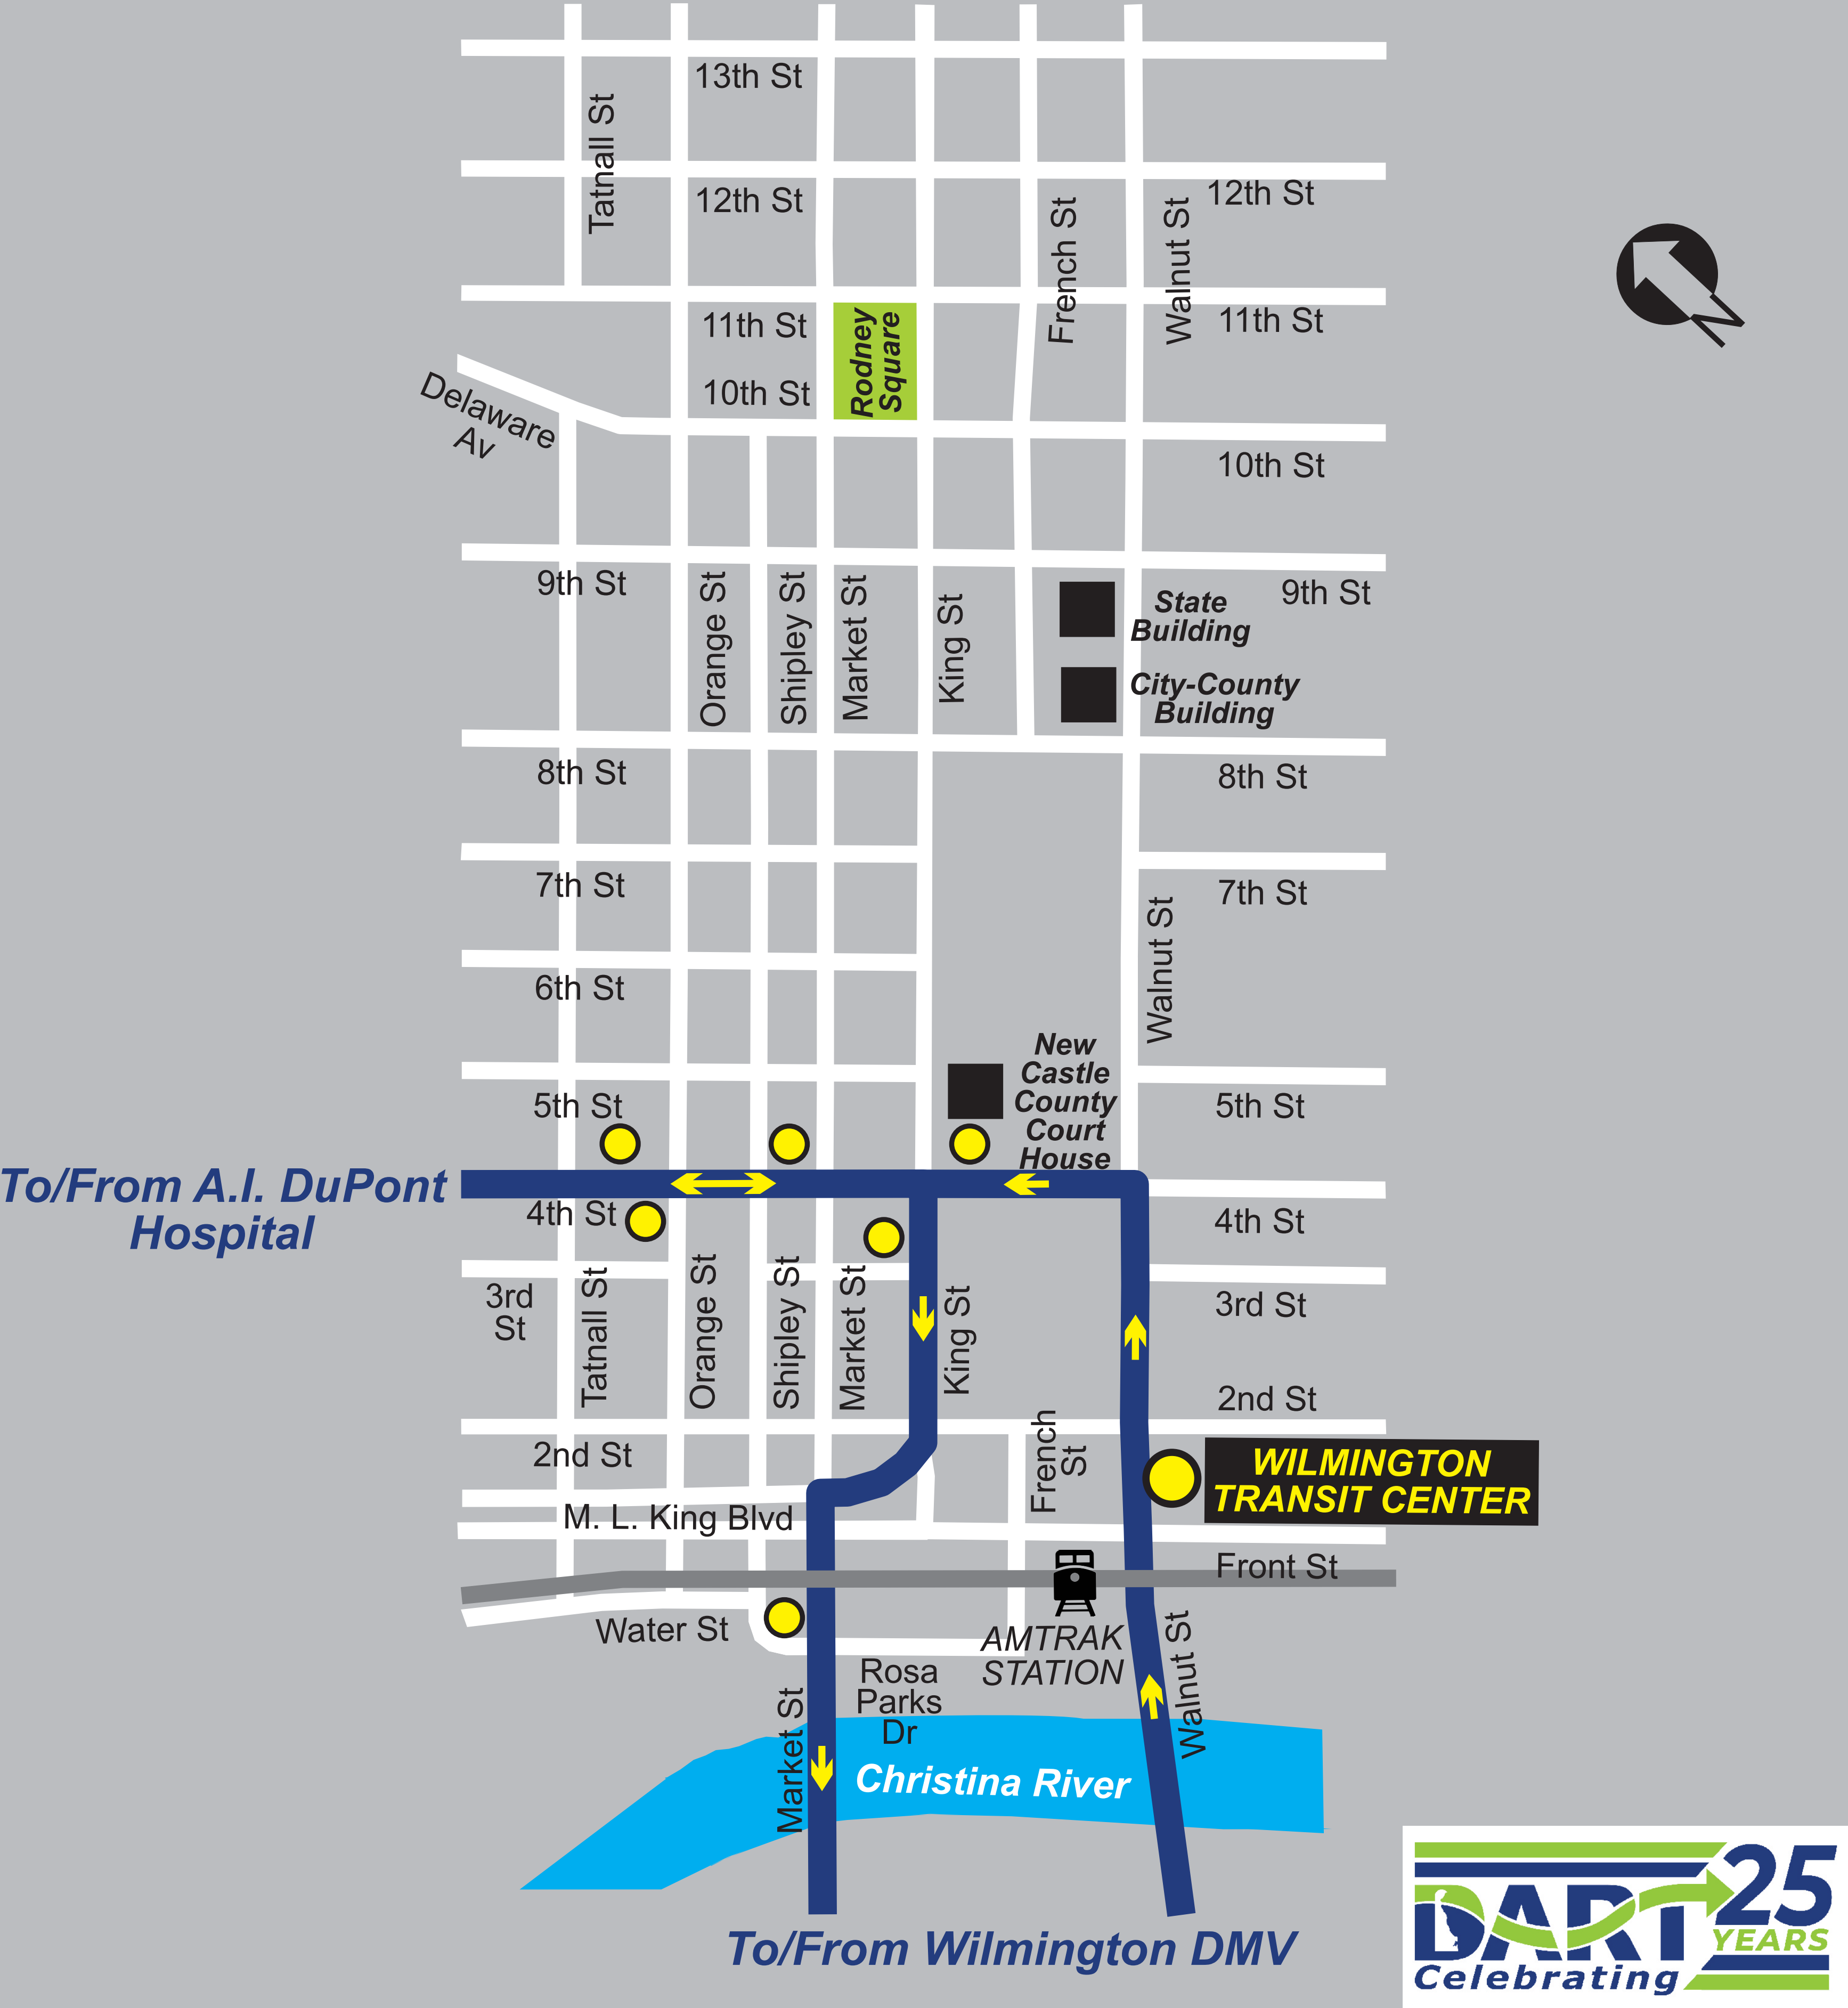 13th St
Tatnall St
12th St
12th St
French St
Walnut St
11th St
11th St
Rodney
Square
10th St
Delaware
Av
10th St
9th St
9th St
Orange St
Shipley St
Market St
King St
State
Building
City-County
Building
8th St
8th St
7th St
7th St
Walnut St
6th St
New
Castle
County
Court
House
5th St
5th St
To/From A.I. DuPont
Hospital
4th St
4th St
3rd
St
3rd St
Tatnall St
Orange St
Shipley St
Market St
King St
2nd St
2nd St
French
St
WILMINGTON
TRANSIT CENTER
M. L. King Blvd
Front St
Water St
AMTRAK
STATION
Walnut St
Rosa
Parks
Dr
Market St
Christina River
To/From Wilmington DMV
N
DART
25
YEARS
Celebrating